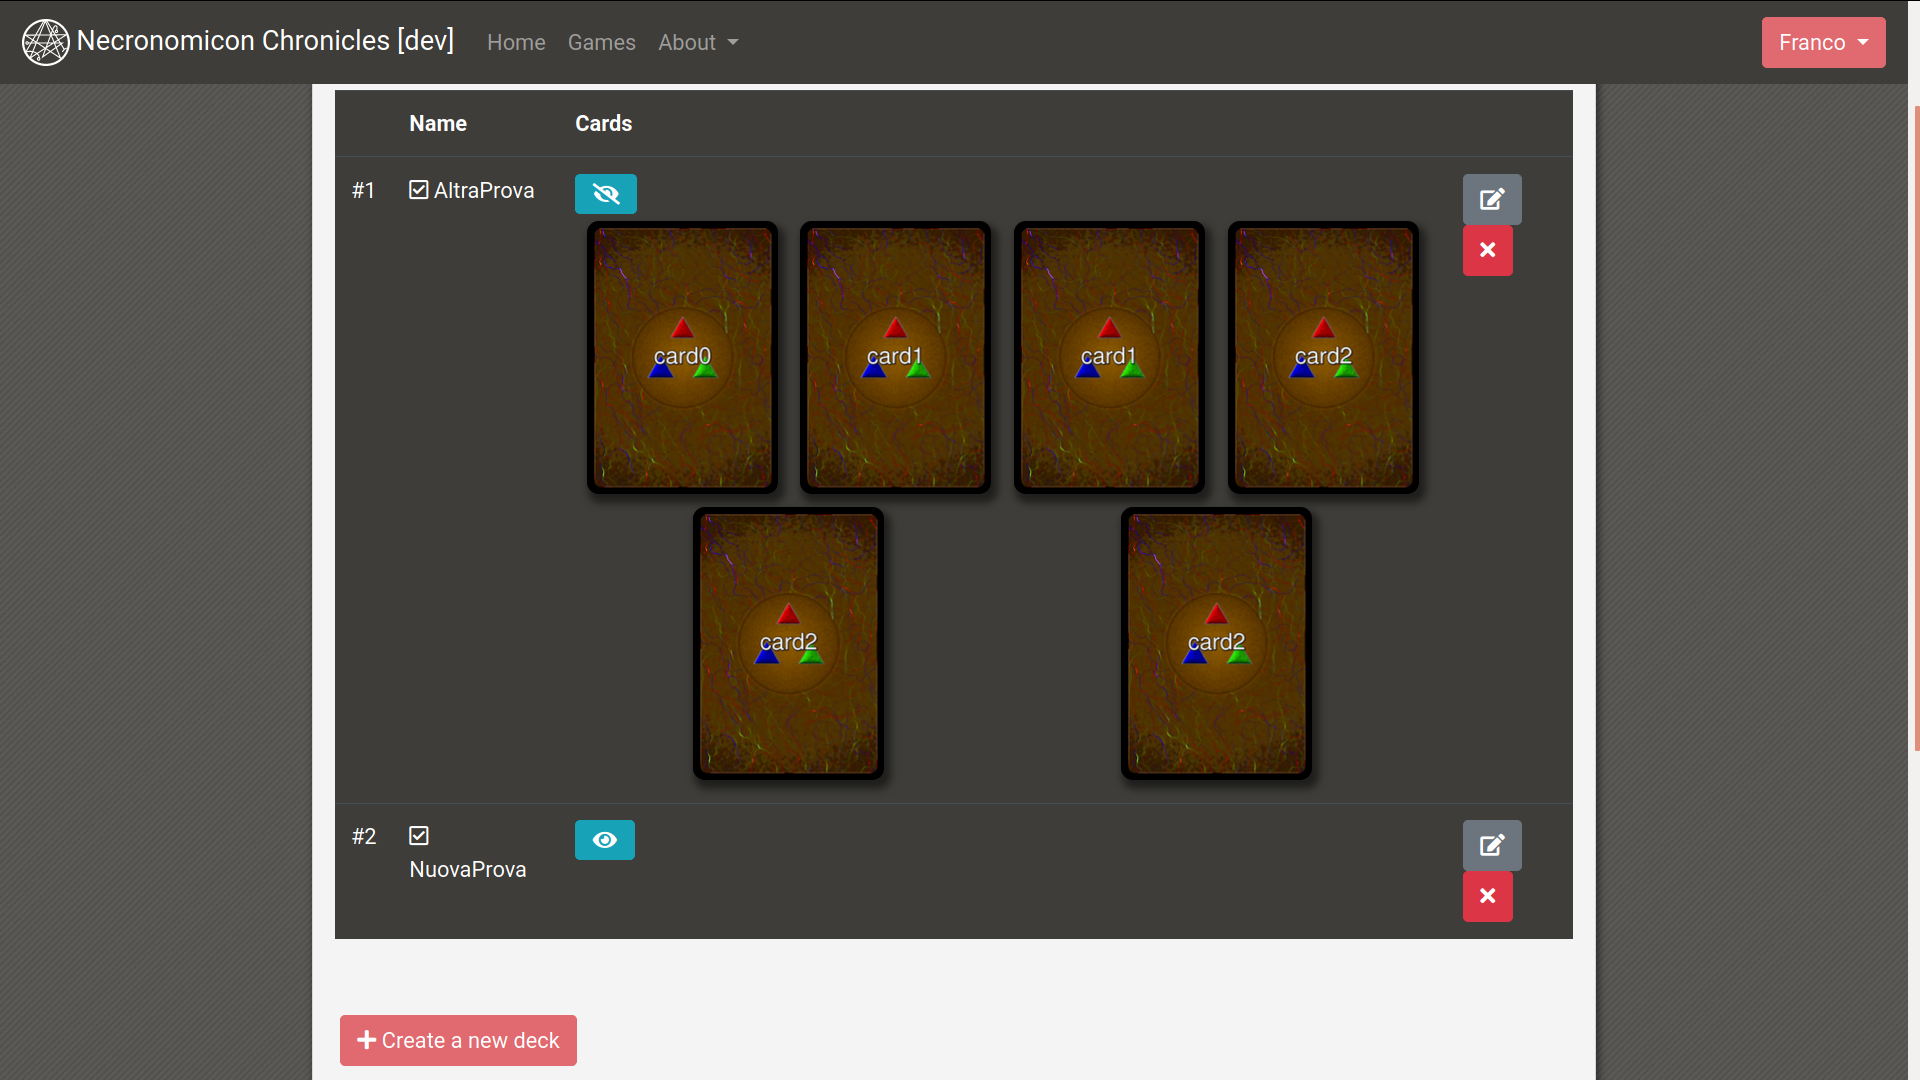 Necronomicon Chronicles [dev] Home Games About Franco
Name Cards
#1 AltraProva
card0 card1 card1 card2
card2 card2
#2
NuovaProva
Create a new deck